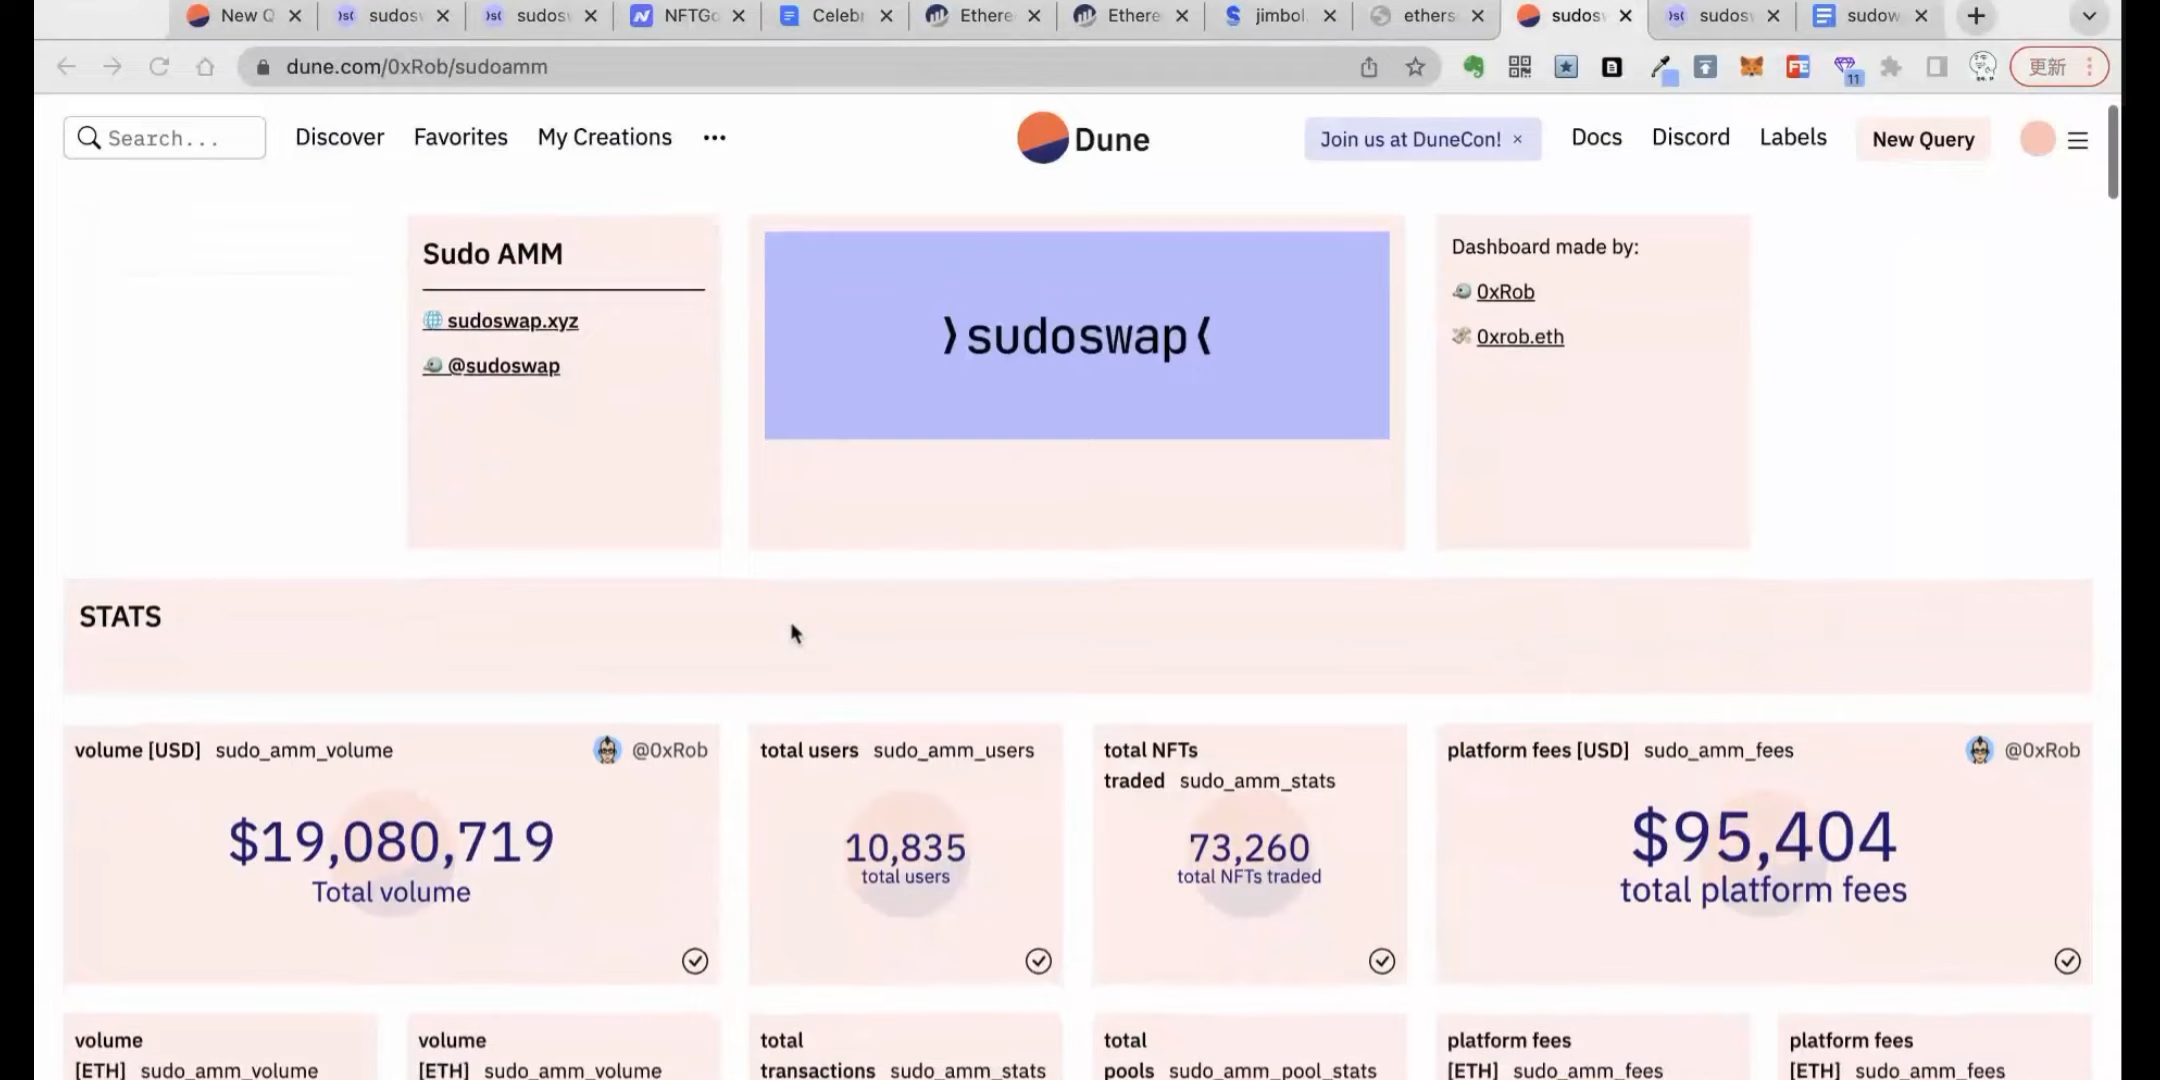 New Q
sudos
sudos
NFTGo
Celebr
Ethere
Ethere
jimbol
ethers
sudos
sudos
sudow
dune.com/0xRob/sudoamm
11
更新
Search...
Discover
Favorites
My Creations
Dune
Join us at DuneCon! ×
Docs
Discord
Labels
New Query
Sudo AMM
sudoswap.xyz
@sudoswap
⟩sudoswap⟨
Dashboard made by:
0xRob
0xrob.eth
STATS
volume [USD] sudo_amm_volume
@0xRob
$19,080,719
Total volume
total users sudo_amm_users
10,835
total users
total NFTs
traded sudo_amm_stats
73,260
total NFTs traded
platform fees [USD] sudo_amm_fees
@0xRob
$95,404
total platform fees
volume
[ETH] sudo_amm_volume
volume
[ETH] sudo_amm_volume
total
transactions sudo_amm_stats
total
pools sudo_amm_pool_stats
platform fees
[ETH] sudo_amm_fees
platform fees
[ETH] sudo_amm_fees